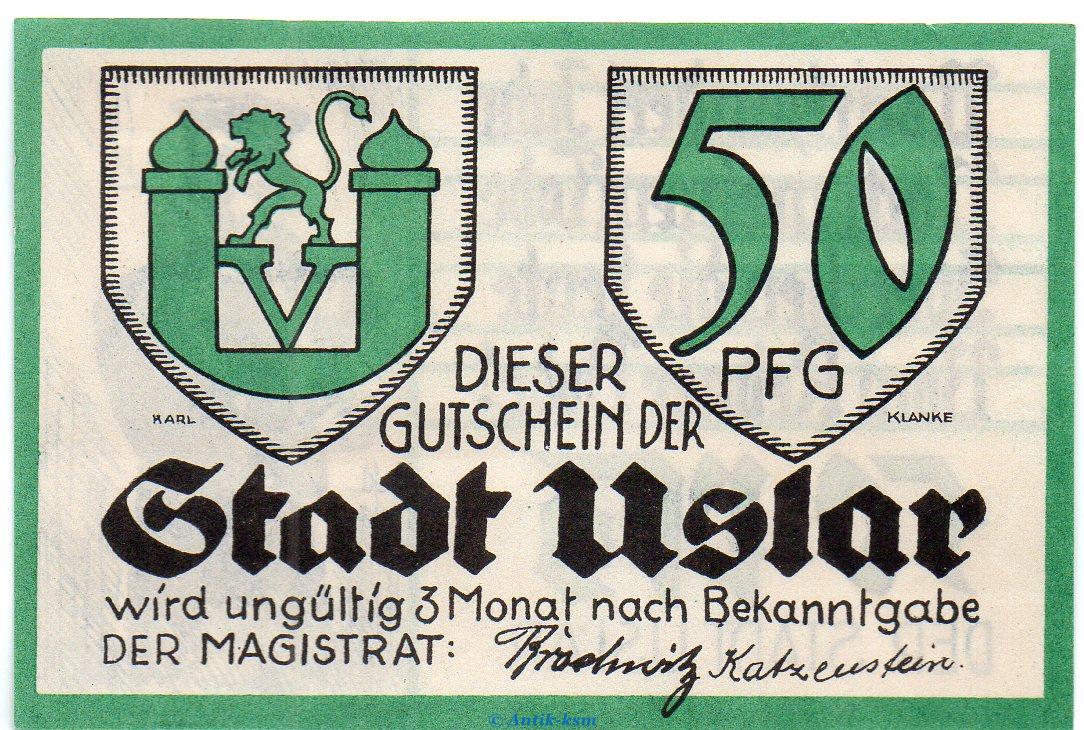 50
PFG
KARL
KLANKE
DIESER
GUTSCHEIN DER
Stadt Uslar
wird ungültig 3 Monat nach Bekanntgabe
DER MAGISTRAT: Katzenstein.
© Antik-ksm